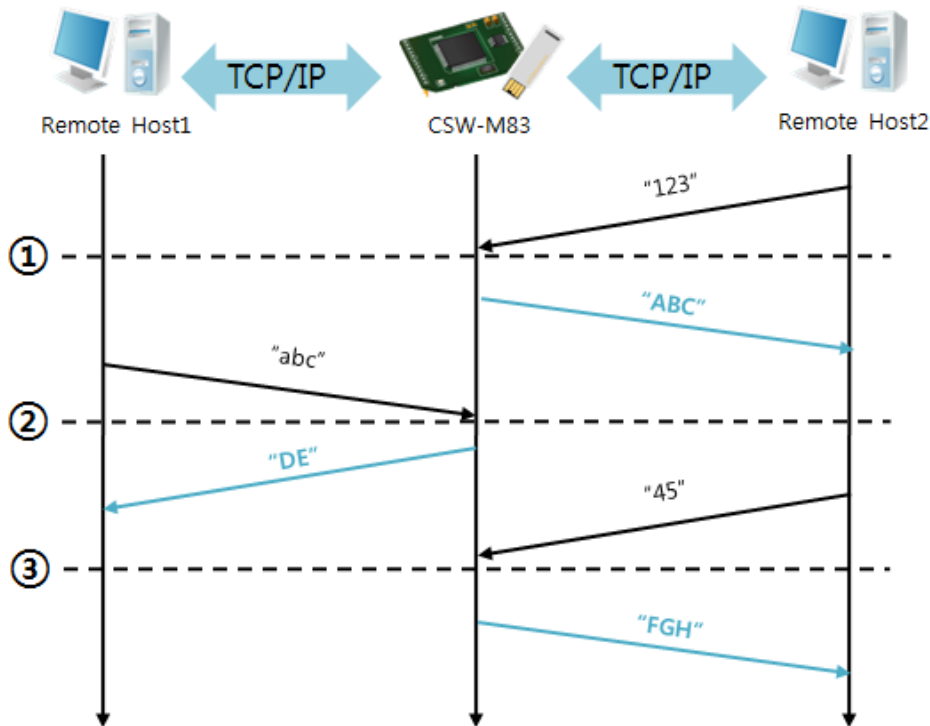 TCP/IP
TCP/IP
Remote Host1
CSW-M83
Remote Host2
"123"
①
"ABC"
"abc"
②
"DE"
"45"
③
"FGH"